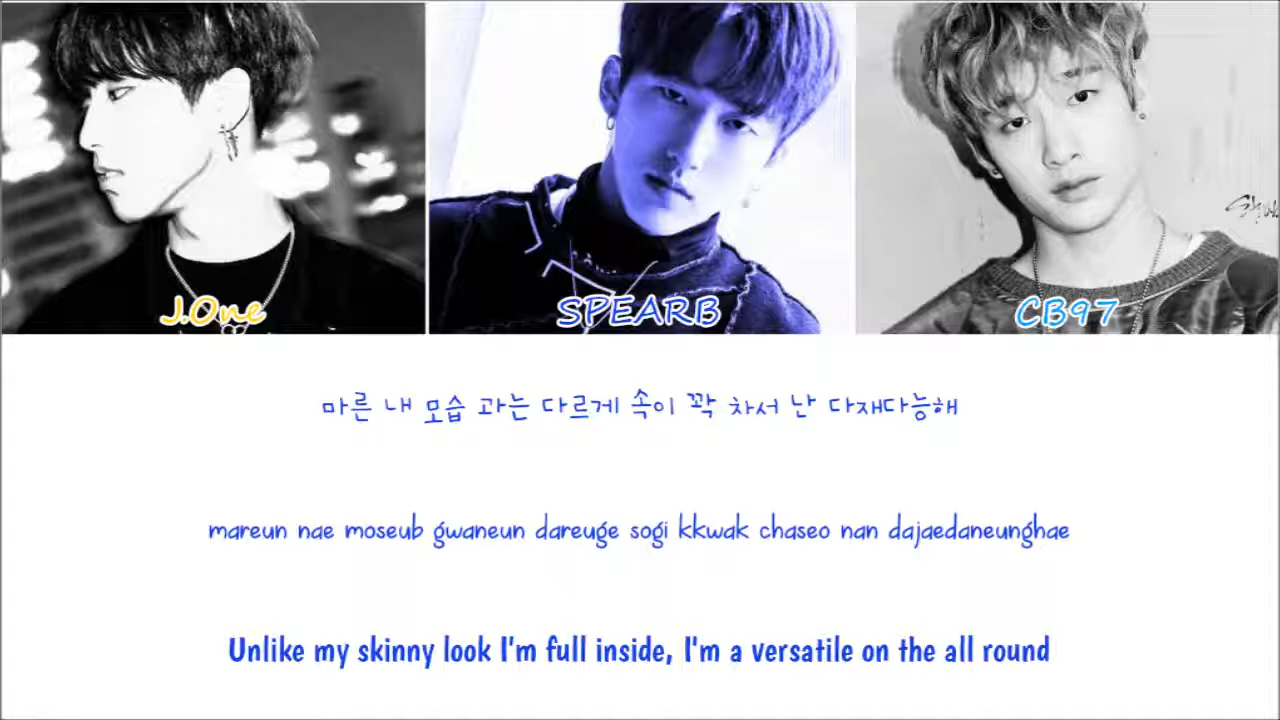 J.One SPEARB CB97
마른 내 모습 과는 다르게 속이 꽉 차서 난 다재다능해
mareun nae moseub gwaneun dareuge sogi kkwak chaseo nan dajaedaneunghae
Unlike my skinny look I'm full inside, I'm a versatile on the all round